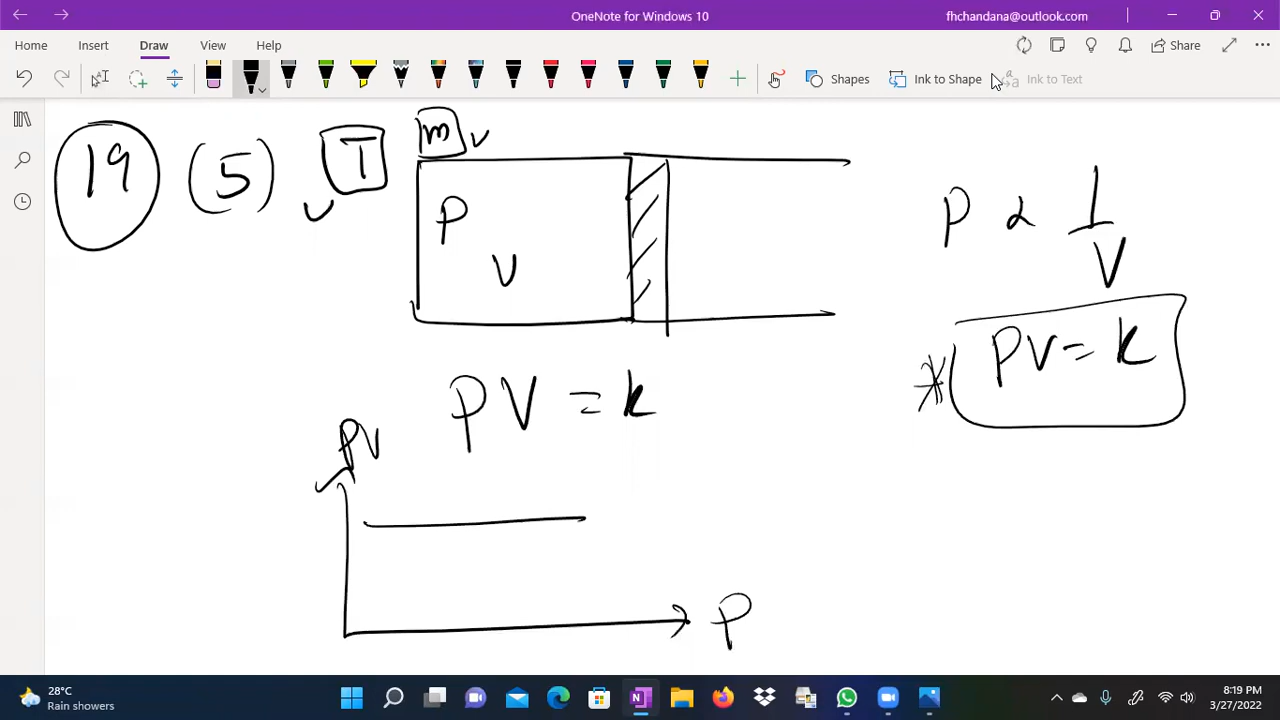 OneNote for Windows 10
fhchandana@outlook.com
Home Insert Draw View Help
Share
Shapes
Ink to Shape
Ink to Text
19 (5) T
m
P
V
P ∝ 1/V
PV = k
* PV = k
PV
P
28°C
Rain showers
8:19 PM
3/27/2022